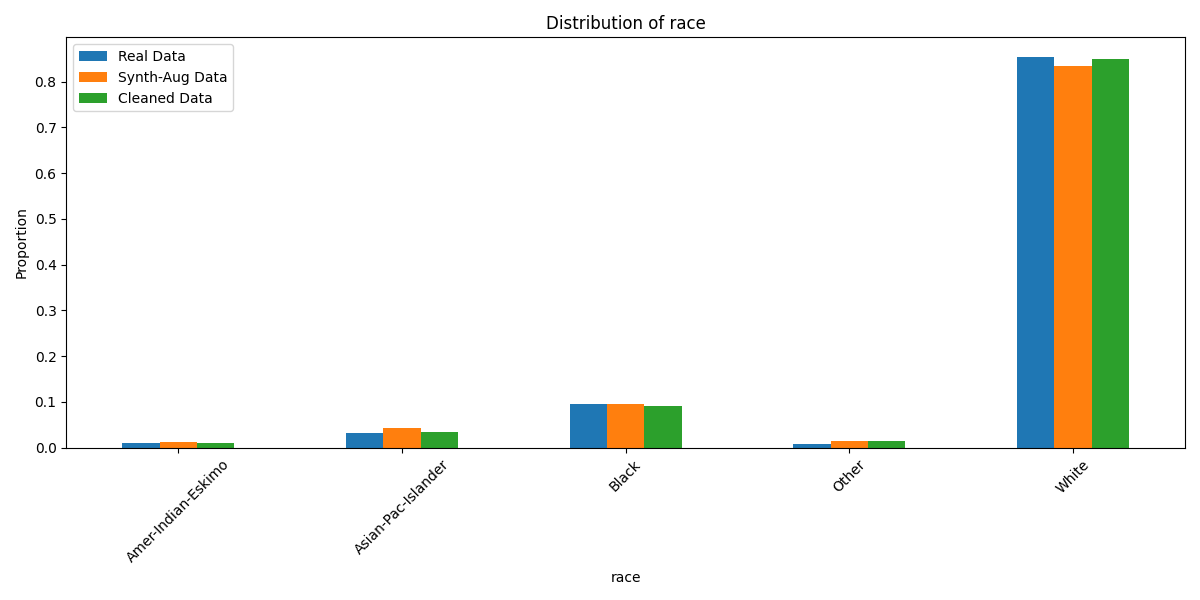 Distribution of race
Real Data
Synth-Aug Data
Cleaned Data
Proportion
0.8
0.7
0.6
0.5
0.4
0.3
0.2
0.1
0.0
Amer-Indian-Eskimo
Asian-Pac-Islander
Black
Other
White
race